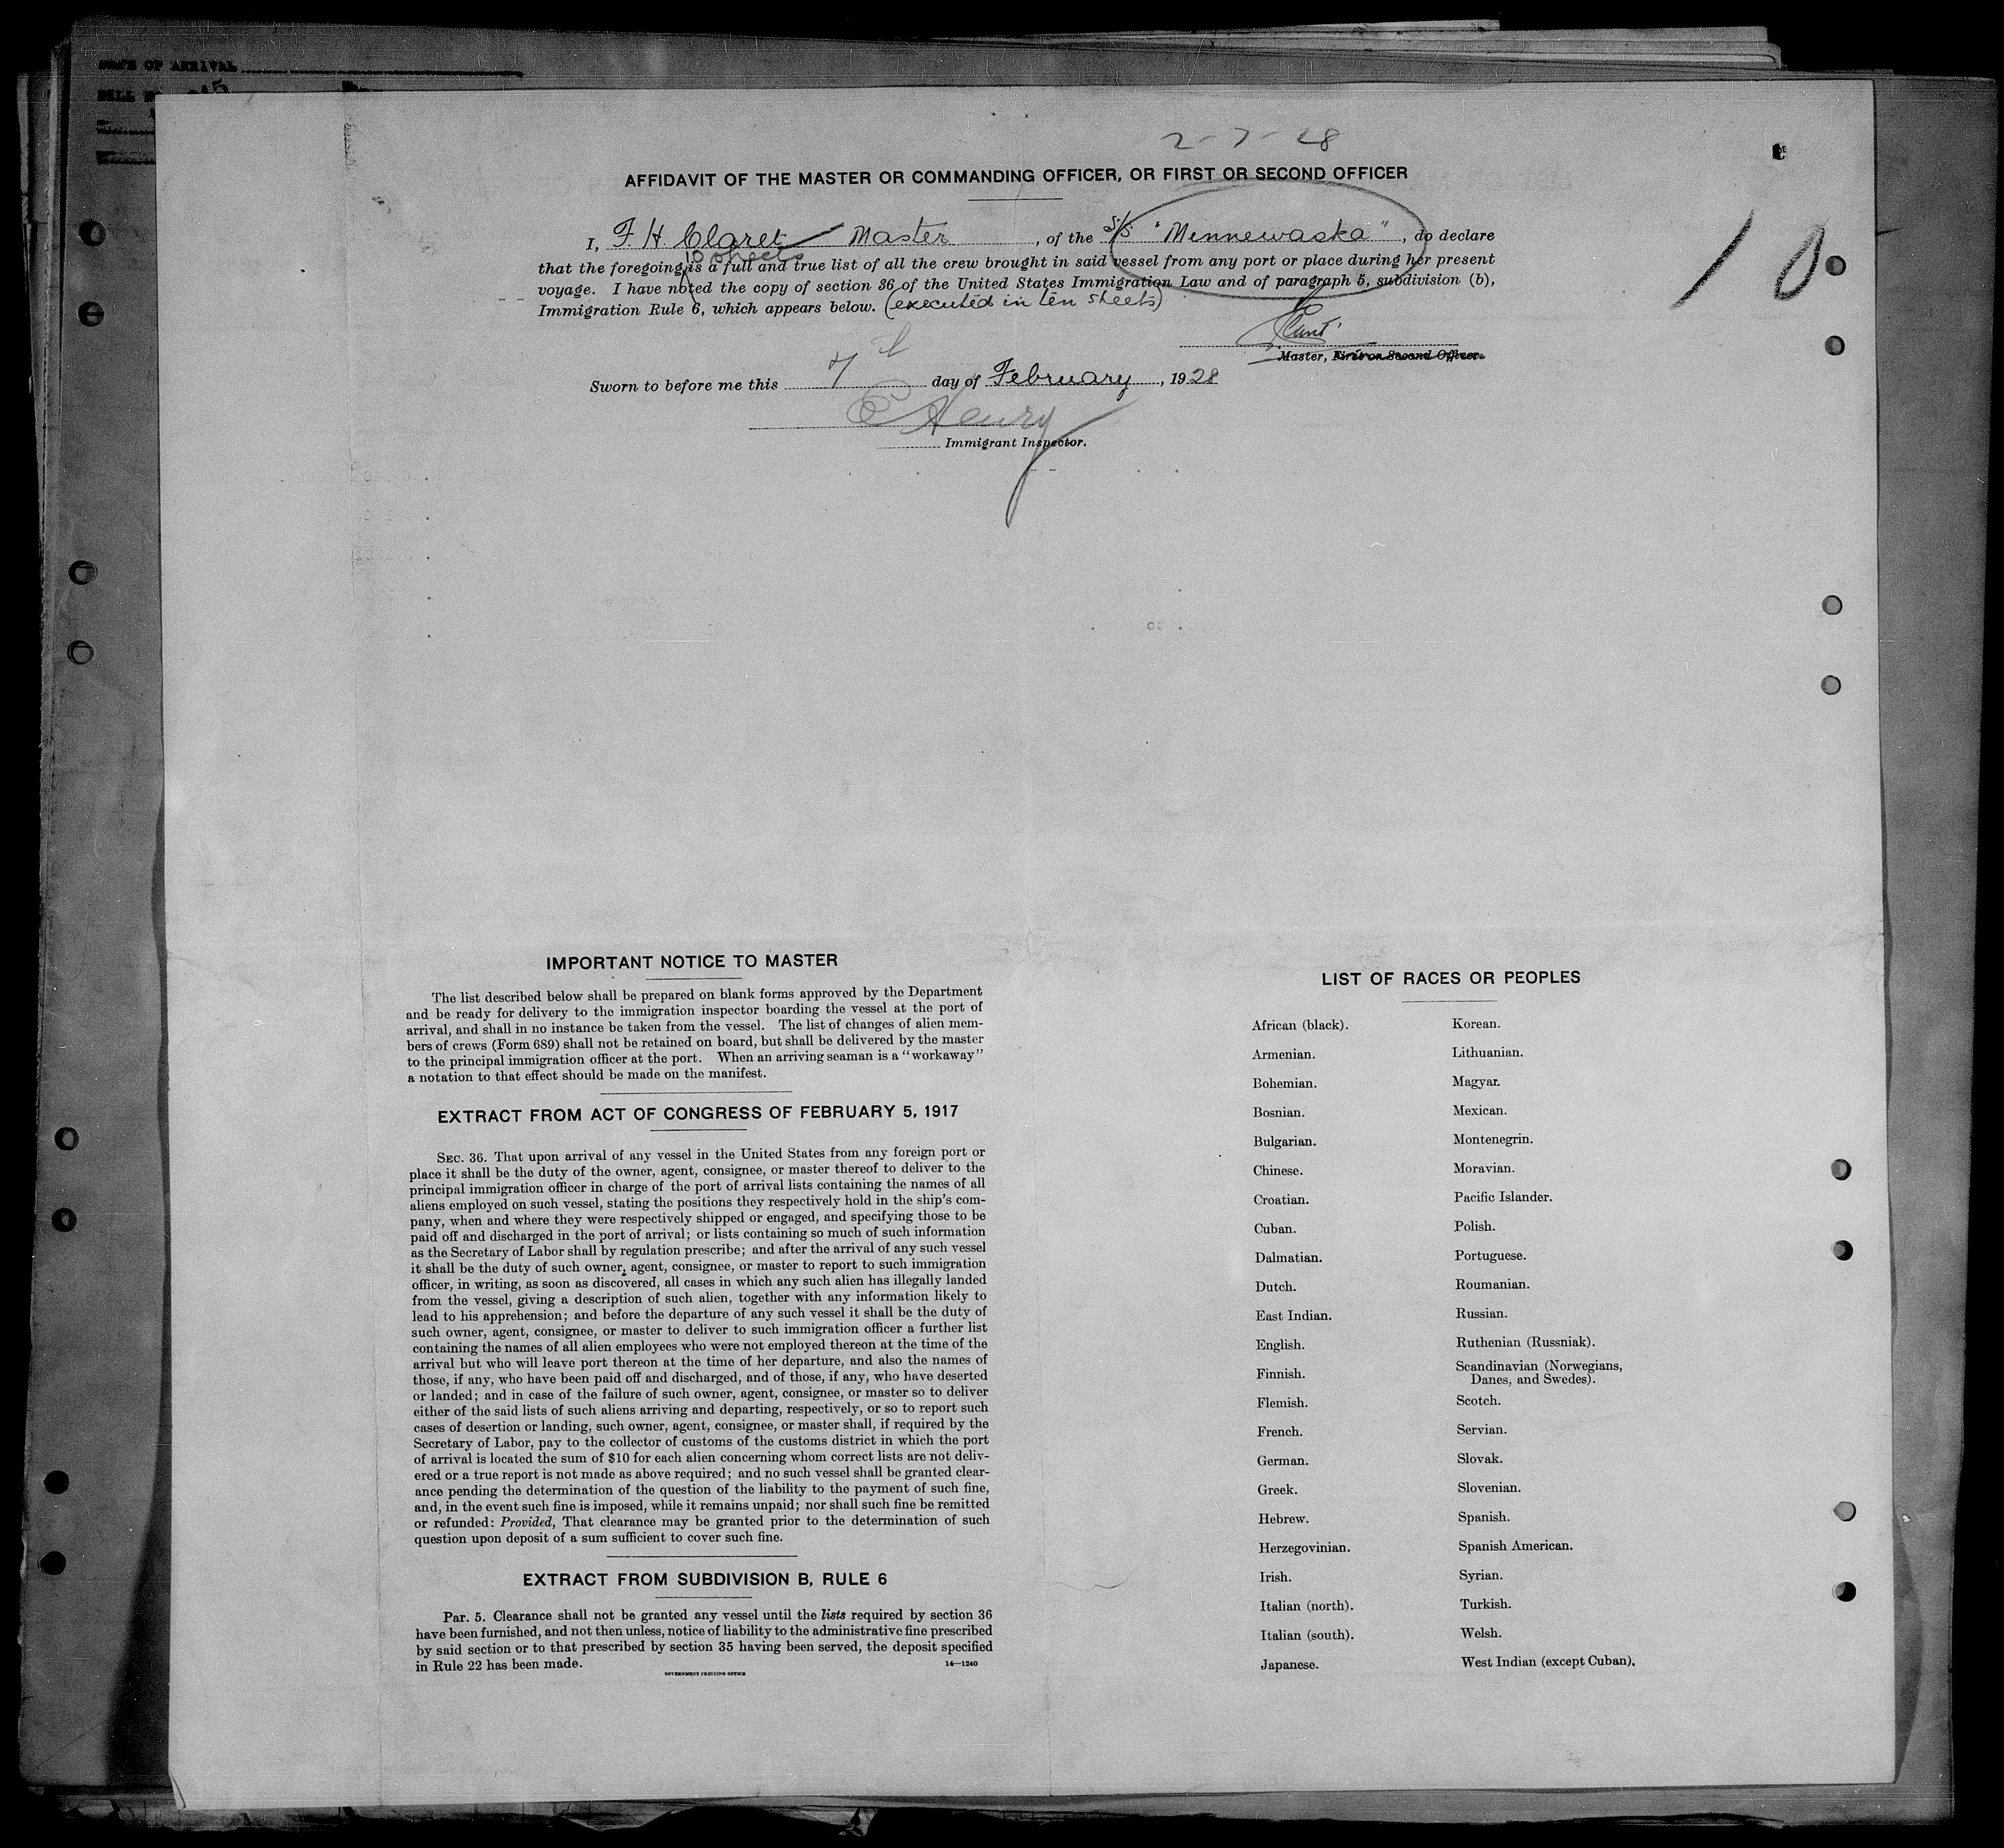 DATE OF ARRIVAL
2-7-28
AFFIDAVIT OF THE MASTER OR COMMANDING OFFICER, OR FIRST OR SECOND OFFICER
I, F. H. Claret Master, of the S/S "Minnewaska", do declare
10 sheets
that the foregoing is a full and true list of all the crew brought in said vessel from any port or place during her present
voyage. I have noted the copy of section 36 of the United States Immigration Law and of paragraph 5, subdivision (b),
Immigration Rule 6, which appears below. (executed in ten sheets)
10
Master, First or Second Officer.
Sworn to before me this 7th day of February, 1928
E Henry
Immigrant Inspector.
IMPORTANT NOTICE TO MASTER
The list described below shall be prepared on blank forms approved by the Department
and be ready for delivery to the immigration inspector boarding the vessel at the port of
arrival, and shall in no instance be taken from the vessel. The list of changes of alien mem-
bers of crews (Form 689) shall not be retained on board, but shall be delivered by the master
to the principal immigration officer at the port. When an arriving seaman is a "workaway"
a notation to that effect should be made on the manifest.
EXTRACT FROM ACT OF CONGRESS OF FEBRUARY 5, 1917
SEC. 36. That upon arrival of any vessel in the United States from any foreign port or
place it shall be the duty of the owner, agent, consignee, or master thereof to deliver to the
principal immigration officer in charge of the port of arrival lists containing the names of all
aliens employed on such vessel, stating the positions they respectively hold in the ship's com-
pany, when and where they were respectively shipped or engaged, and specifying those to be
paid off and discharged in the port of arrival; or lists containing so much of such information
as the Secretary of Labor shall by regulation prescribe; and after the arrival of any such vessel
it shall be the duty of such owner, agent, consignee, or master to report to such immigration
officer, in writing, as soon as discovered, all cases in which any such alien has illegally landed
from the vessel, giving a description of such alien, together with any information likely to
lead to his apprehension; and before the departure of any such vessel it shall be the duty of
such owner, agent, consignee, or master to deliver to such immigration officer a further list
containing the names of all alien employees who were not employed thereon at the time of the
arrival but who will leave port thereon at the time of her departure, and also the names of
those, if any, who have been paid off and discharged, and of those, if any, who have deserted
or landed; and in case of the failure of such owner, agent, consignee, or master so to deliver
either of the said lists of such aliens arriving and departing, respectively, or so to report such
cases of desertion or landing, such owner, agent, consignee, or master shall, if required by the
Secretary of Labor, pay to the collector of customs of the customs district in which the port
of arrival is located the sum of $10 for each alien concerning whom correct lists are not deliv-
ered or a true report is not made as above required; and no such vessel shall be granted clear-
ance pending the determination of the question of the liability to the payment of such fine,
and, in the event such fine is imposed, while it remains unpaid; nor shall such fine be remitted
or refunded: Provided, That clearance may be granted prior to the determination of such
question upon deposit of a sum sufficient to cover such fine.
EXTRACT FROM SUBDIVISION B, RULE 6
Par. 5. Clearance shall not be granted any vessel until the lists required by section 36
have been furnished, and not then unless, notice of liability to the administrative fine prescribed
by said section or to that prescribed by section 35 having been served, the deposit specified
in Rule 22 has been made.
14—1240
GOVERNMENT PRINTING OFFICE
LIST OF RACES OR PEOPLES
African (black).
Armenian.
Bohemian.
Bosnian.
Bulgarian.
Chinese.
Croatian.
Cuban.
Dalmatian.
Dutch.
East Indian.
English.
Finnish.
Flemish.
French.
German.
Greek.
Hebrew.
Herzegovinian.
Irish.
Italian (north).
Italian (south).
Japanese.
Korean.
Lithuanian.
Magyar.
Mexican.
Montenegrin.
Moravian.
Pacific Islander.
Polish.
Portuguese.
Roumanian.
Russian.
Ruthenian (Russniak).
Scandinavian (Norwegians,
Danes, and Swedes).
Scotch.
Servian.
Slovak.
Slovenian.
Spanish.
Spanish American.
Syrian.
Turkish.
Welsh.
West Indian (except Cuban).